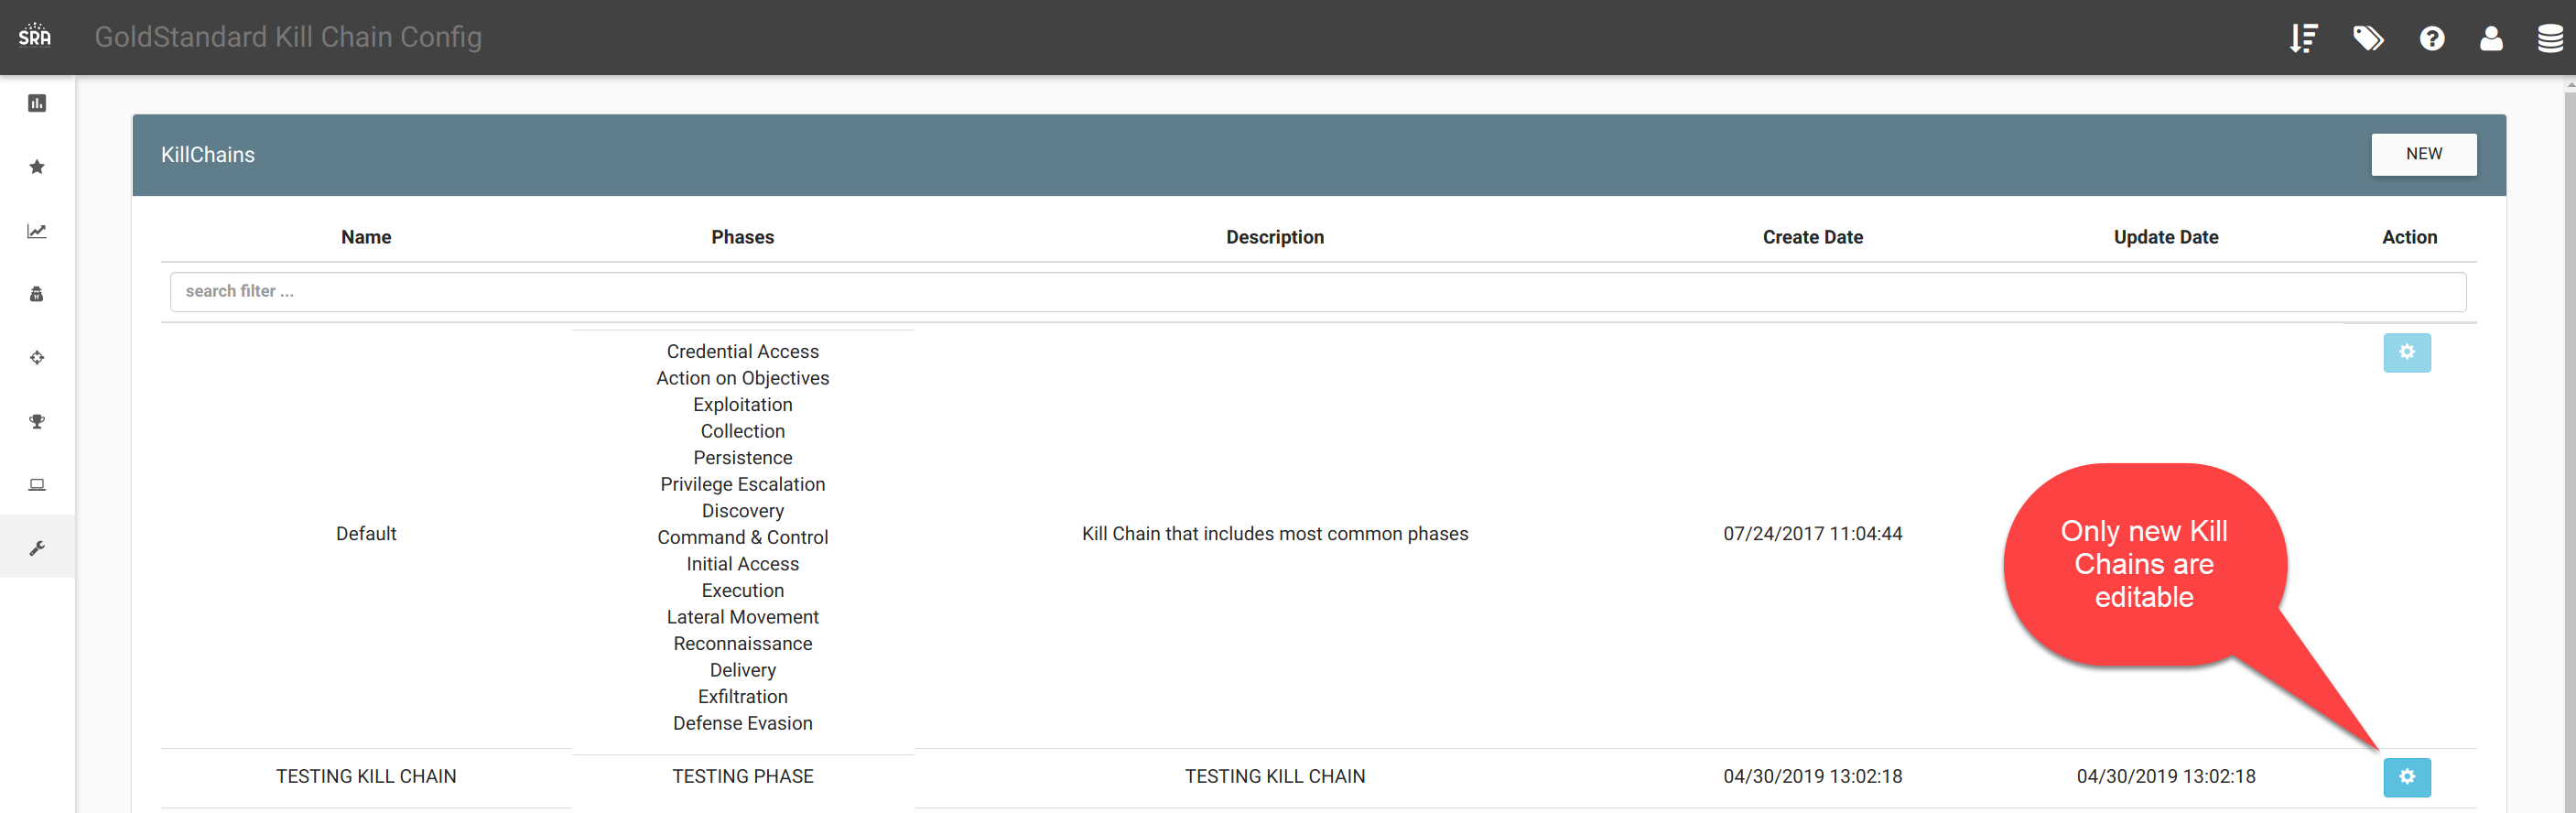 SRA
GoldStandard Kill Chain Config
KillChains
NEW
Name Phases Description Create Date Update Date Action
search filter ...
Credential Access
Action on Objectives
Exploitation
Collection
Persistence
Privilege Escalation
Discovery
Command & Control
Default Kill Chain that includes most common phases 07/24/2017 11:04:44
Initial Access
Execution
Lateral Movement
Reconnaissance
Delivery
Exfiltration
Defense Evasion
Only new Kill
Chains are
editable
TESTING KILL CHAIN TESTING PHASE TESTING KILL CHAIN 04/30/2019 13:02:18 04/30/2019 13:02:18